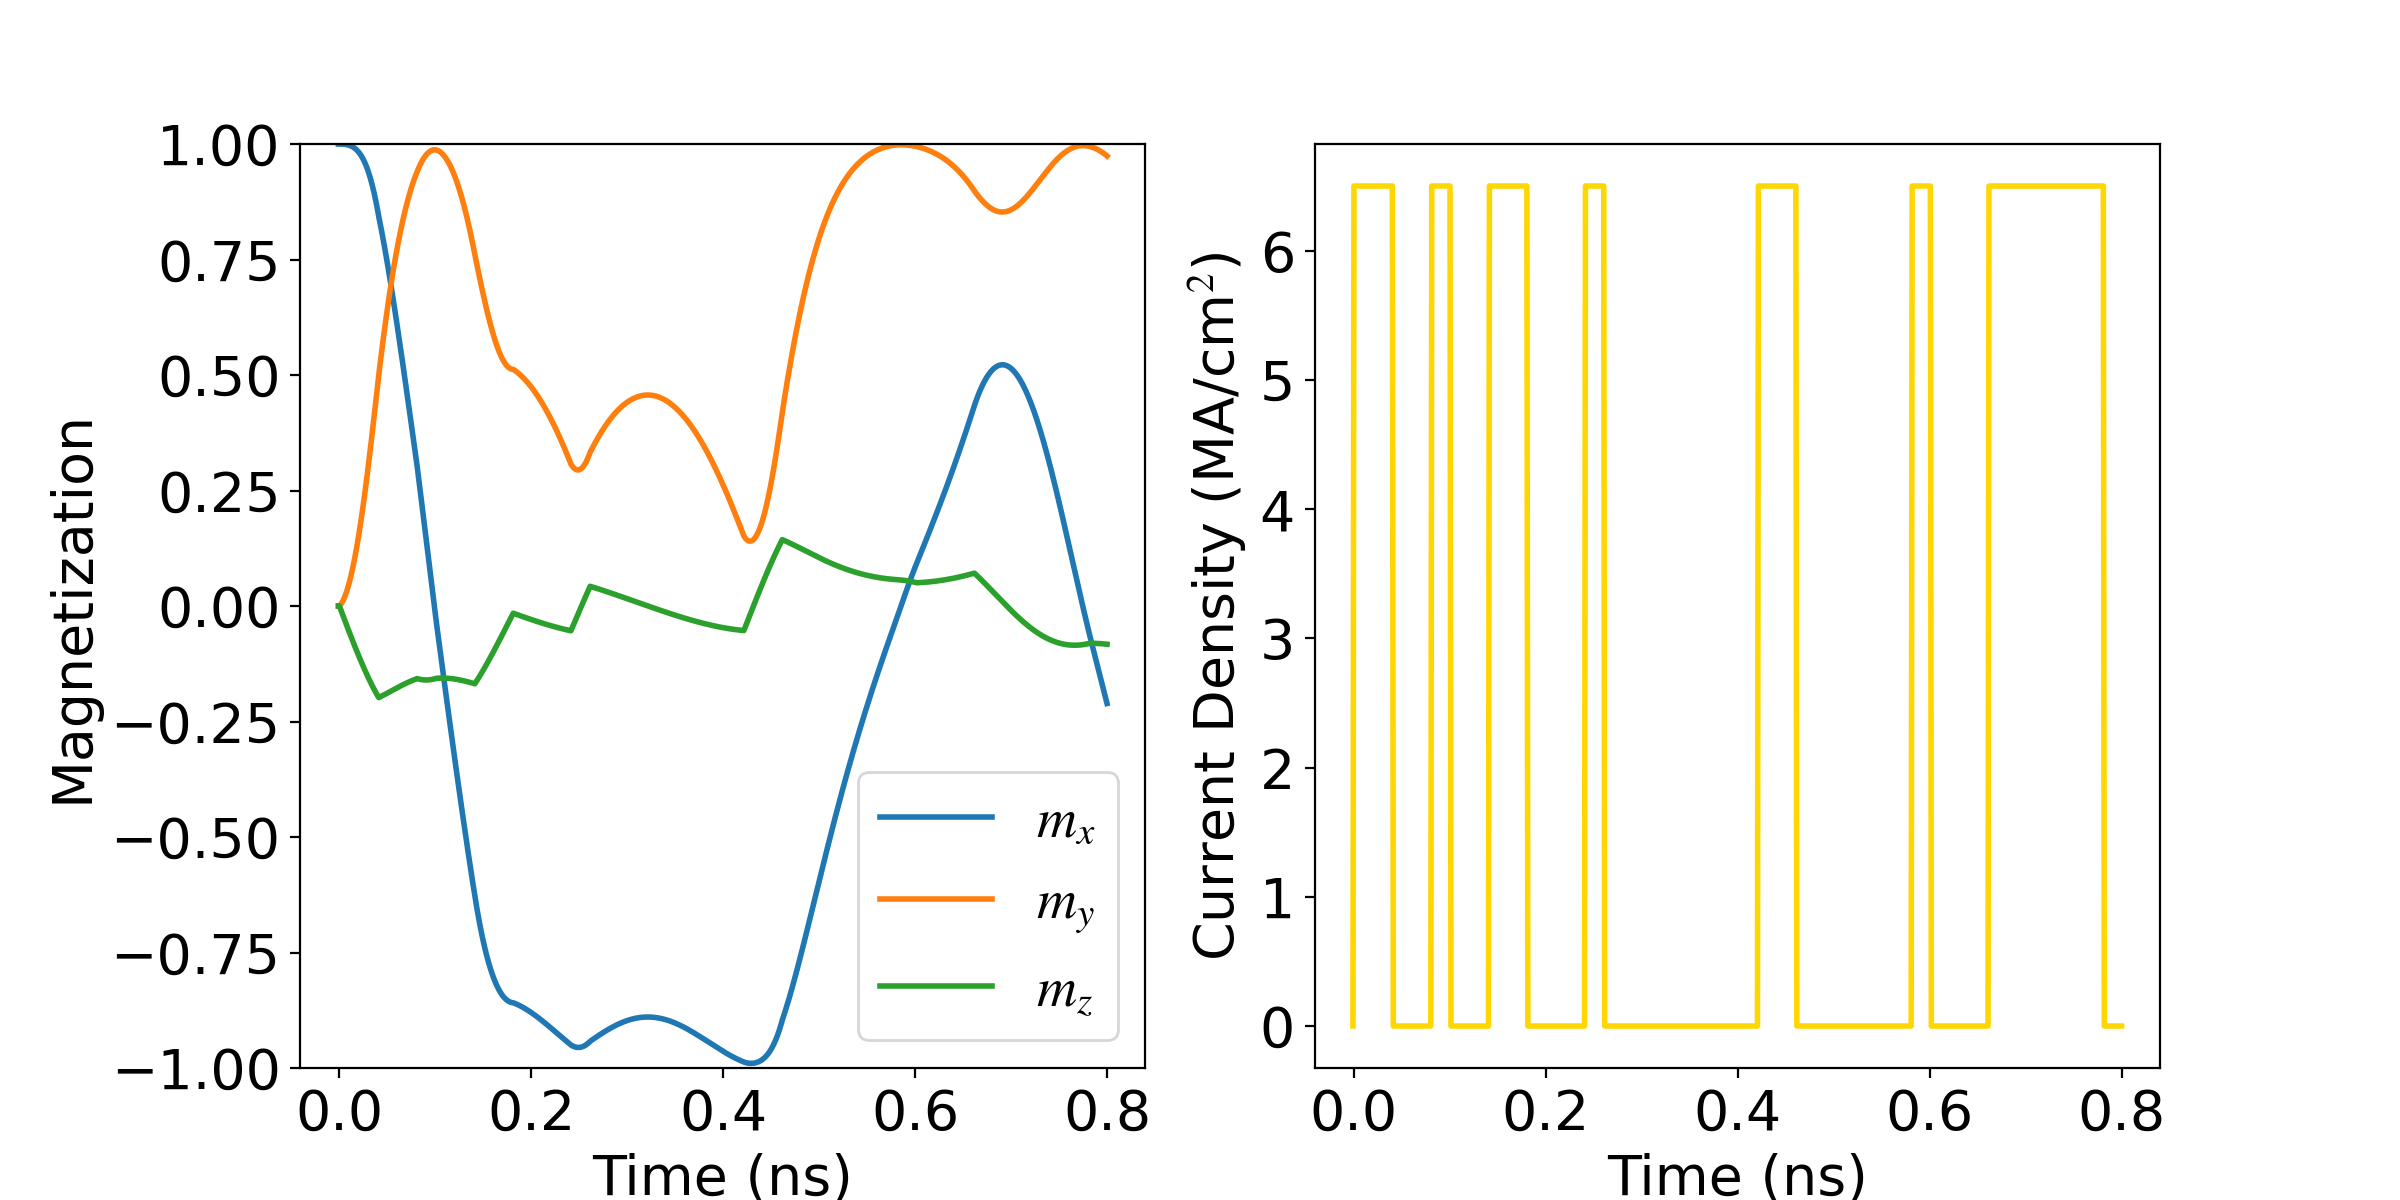 Magnetization
1.00
0.75
0.50
0.25
0.00
−0.25
−0.50
−0.75
−1.00
0.0 0.2 0.4 0.6 0.8
Time (ns)
m_x
m_y
m_z
Current Density (MA/cm²)
6
5
4
3
2
1
0
0.0 0.2 0.4 0.6 0.8
Time (ns)